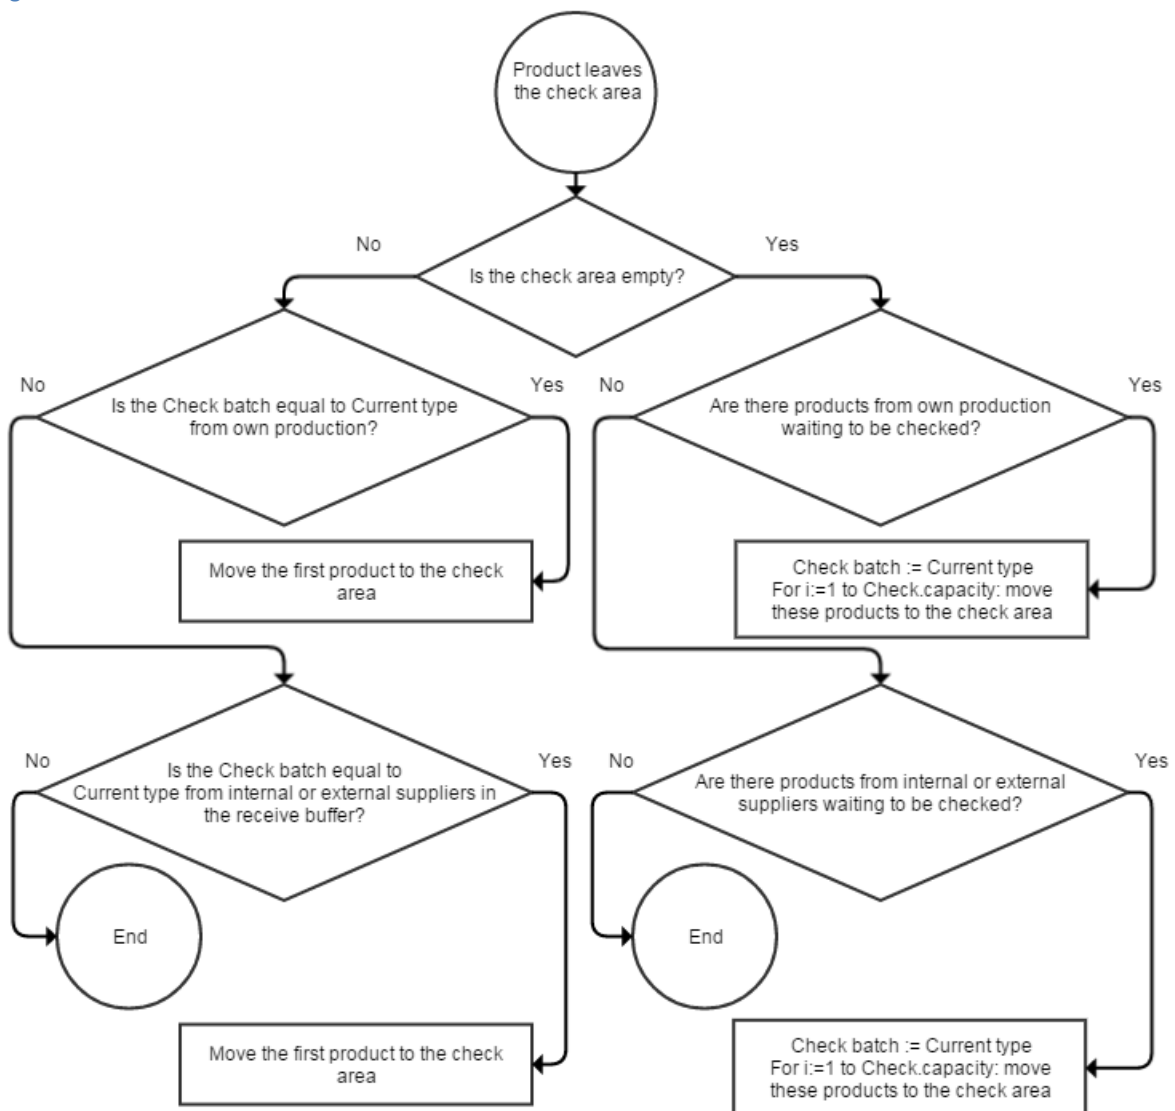 Product leaves
the check area
No
Yes
Is the check area empty?
No
Yes
No
Yes
Is the Check batch equal to Current type
from own production?
Are there products from own production
waiting to be checked?
Move the first product to the check
area
Check batch := Current type
For i:=1 to Check.capacity: move
these products to the check area
No
Yes
No
Yes
Is the Check batch equal to
Current type from internal or external suppliers in
the receive buffer?
Are there products from internal or external
suppliers waiting to be checked?
End
End
Move the first product to the check
area
Check batch := Current type
For i:=1 to Check.capacity: move
these products to the check area